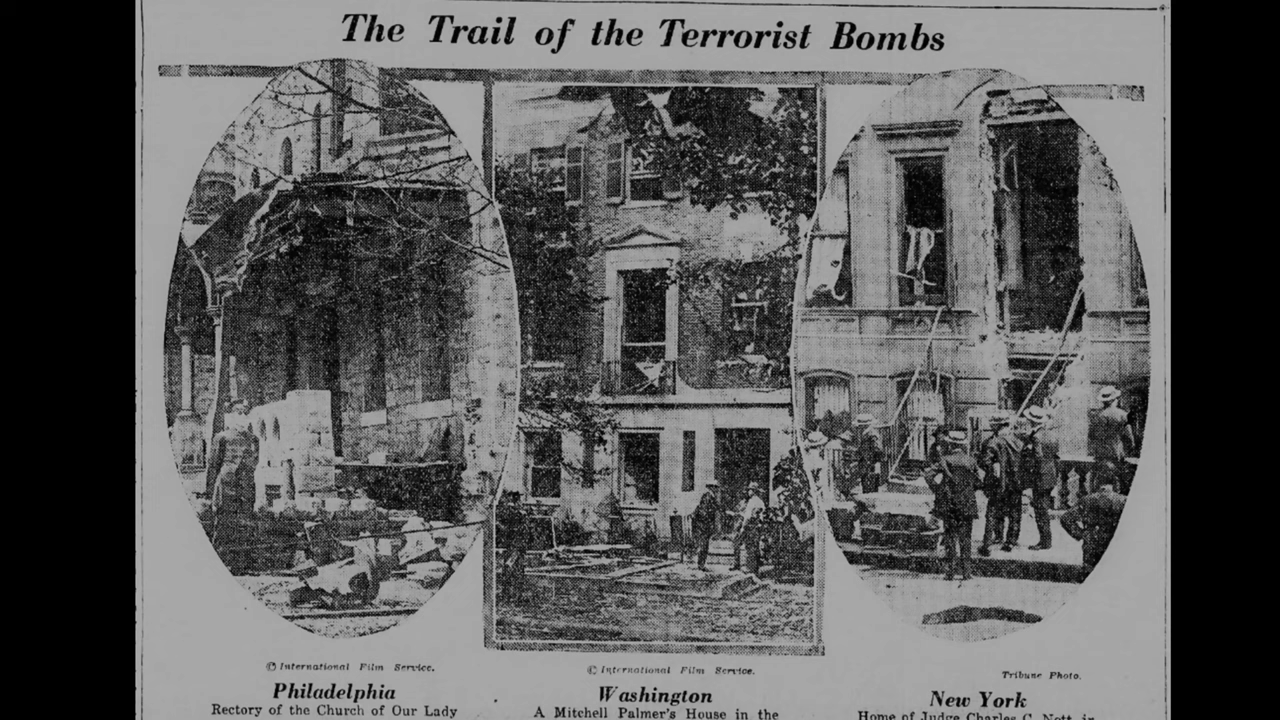 The Trail of the Terrorist Bombs
© International Film Service.
© International Film Service.
Tribune Photo.
Philadelphia
Washington
New York
Rectory of the Church of Our Lady
A Mitchell Palmer's House in the
Home of Judge Charles C. Nott, in